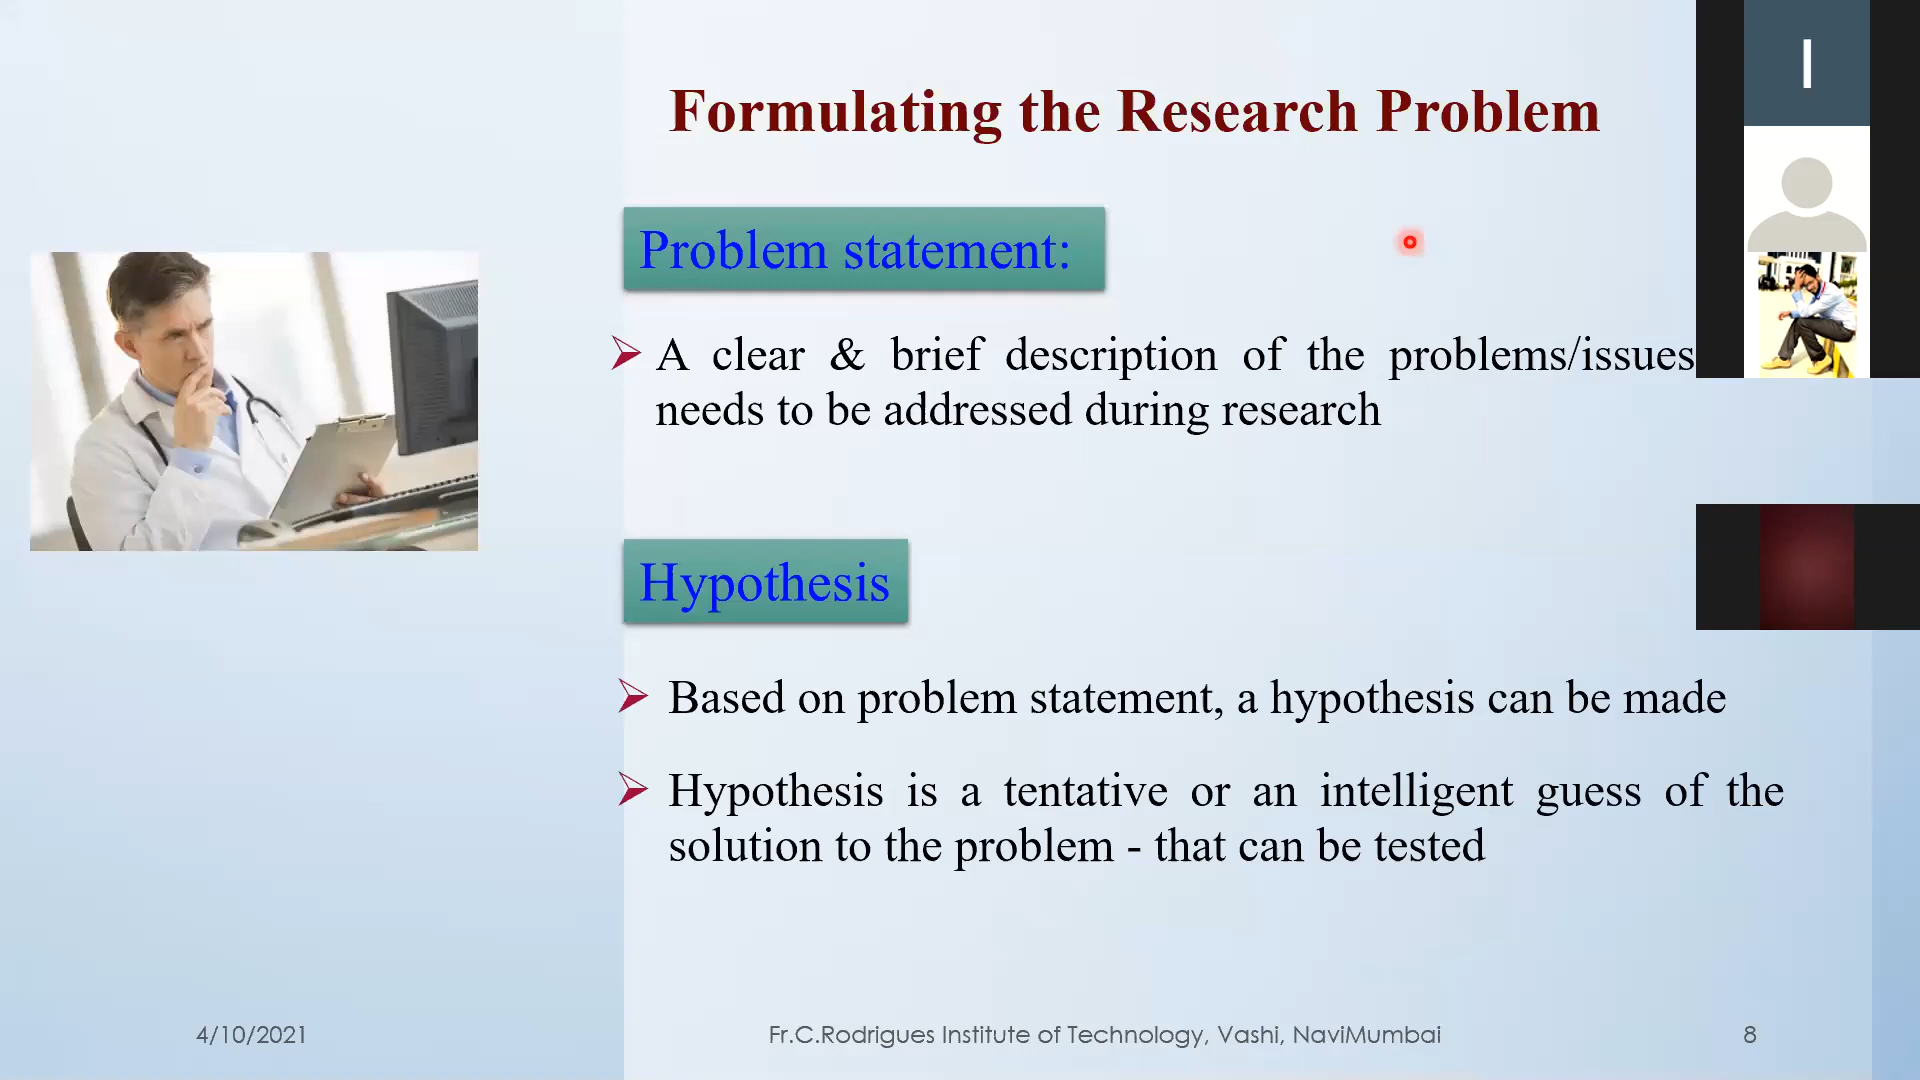 Formulating the Research Problem
I
Problem statement:
A clear & brief description of the problems/issues
needs to be addressed during research
Hypothesis
Based on problem statement, a hypothesis can be made
Hypothesis is a tentative or an intelligent guess of the
solution to the problem - that can be tested
4/10/2021
Fr.C.Rodrigues Institute of Technology, Vashi, NaviMumbai
8